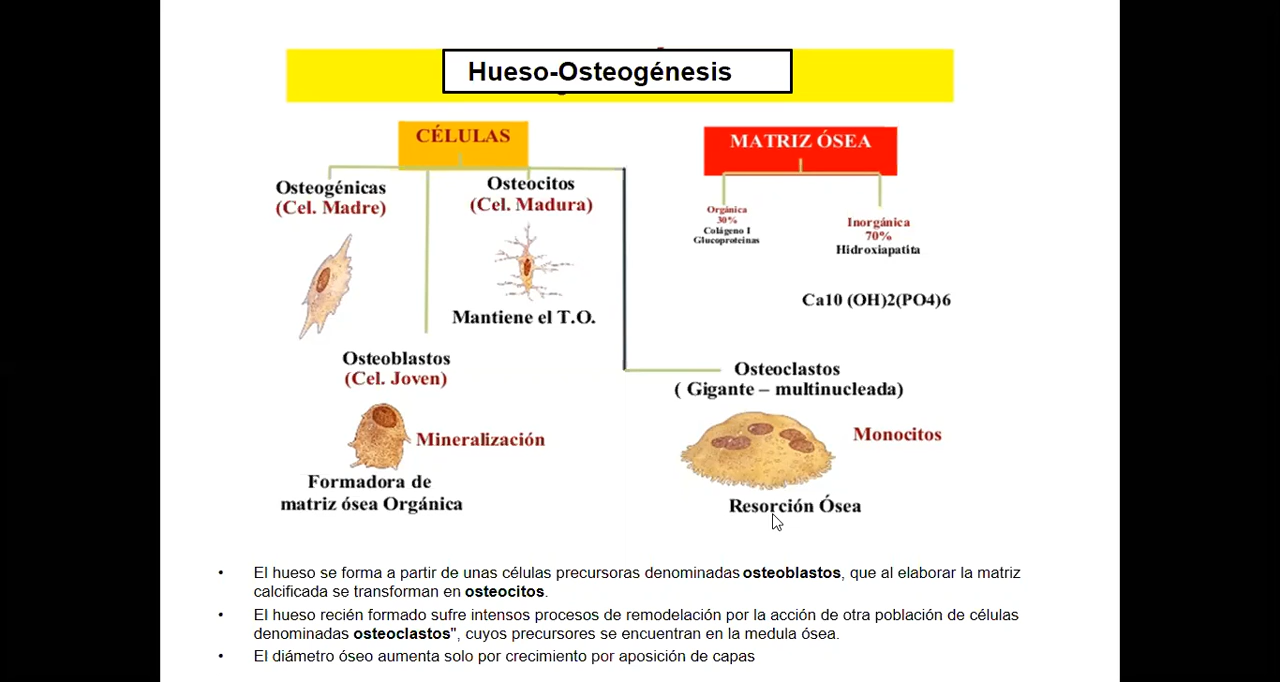 Hueso-Osteogénesis
CÉLULAS
Osteogénicas
(Cel. Madre)
Osteocitos
(Cel. Madura)
Mantiene el T.O.
Osteoblastos
(Cel. Joven)
Mineralización
Formadora de
matriz ósea Orgánica
MATRIZ ÓSEA
Orgánica
30%
Colágeno I
Glucoproteinas
Inorgánica
70%
Hidroxiapatita
Ca10 (OH)2(PO4)6
Osteoclastos
( Gigante – multinucleada)
Monocitos
Resorción Ósea
• El hueso se forma a partir de unas células precursoras denominadas osteoblastos, que al elaborar la matriz
calcificada se transforman en osteocitos.
• El hueso recién formado sufre intensos procesos de remodelación por la acción de otra población de células
denominadas osteoclastos", cuyos precursores se encuentran en la medula ósea.
• El diámetro óseo aumenta solo por crecimiento por aposición de capas